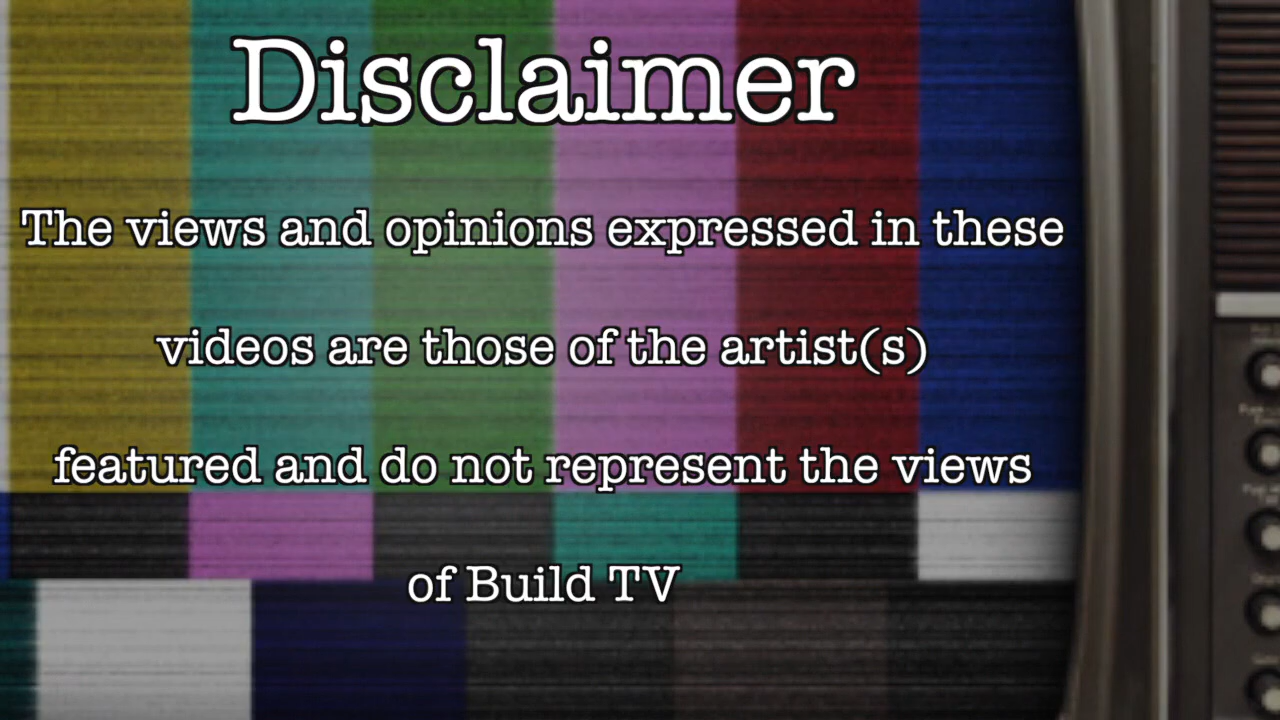 Disclaimer
The views and opinions expressed in these
videos are those of the artist(s)
featured and do not represent the views
of Build TV